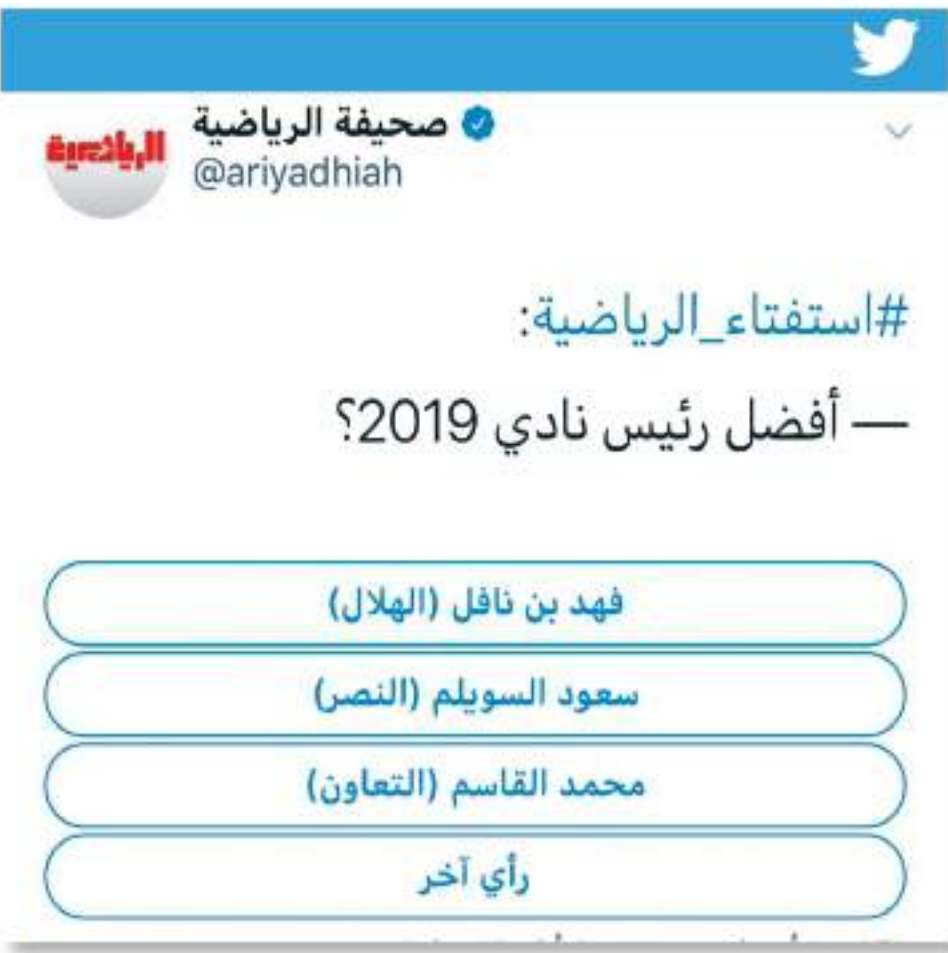 صحيفة الرياضية
الرياضية
@ariyadhiah
#استفتاء_الرياضية:
— أفضل رئيس نادي 2019؟
فهد بن نافل (الهلال)
سعود السويلم (النصر)
محمد القاسم (التعاون)
رأي آخر